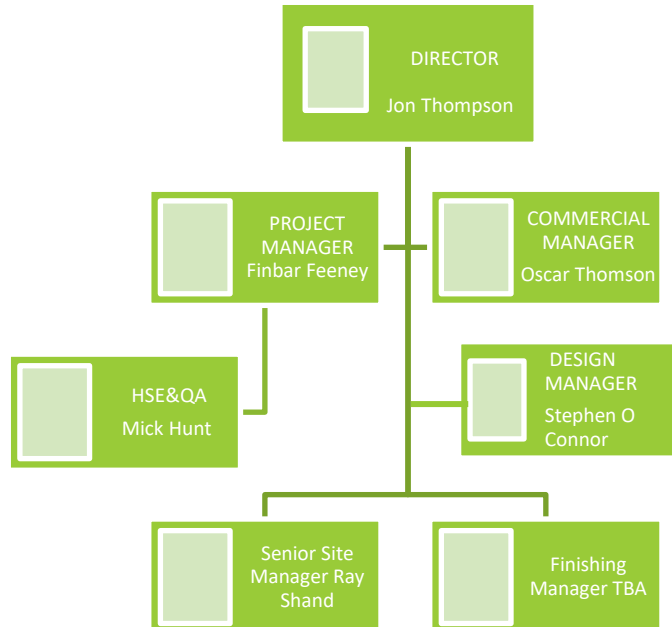 DIRECTOR
Jon Thompson
PROJECT
MANAGER
Finbar Feeney
COMMERCIAL
MANAGER
Oscar Thomson
HSE&QA
Mick Hunt
DESIGN
MANAGER
Stephen O
Connor
Senior Site
Manager Ray
Shand
Finishing
Manager TBA